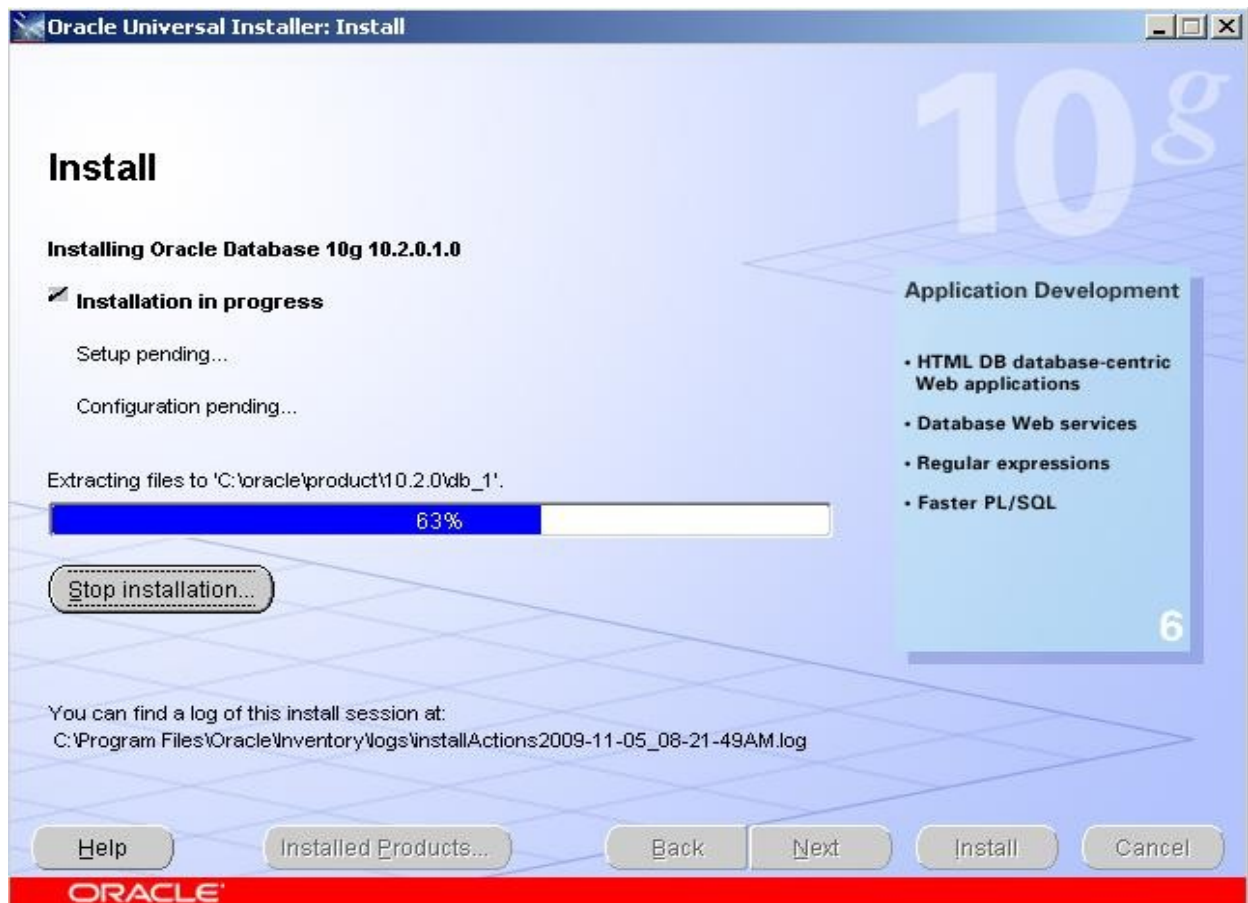 Oracle Universal Installer: Install
10g
Install
Installing Oracle Database 10g 10.2.0.1.0
Installation in progress
Setup pending...
Configuration pending...
Extracting files to 'C:\oracle\product\10.2.0\db_1'.
63%
Stop installation...
Application Development
• HTML DB database-centric
Web applications
• Database Web services
• Regular expressions
• Faster PL/SQL
6
You can find a log of this install session at:
C:\Program Files\Oracle\Inventory\logs\installActions2009-11-05_08-21-49AM.log
Help
Installed Products...
Back
Next
Install
Cancel
ORACLE